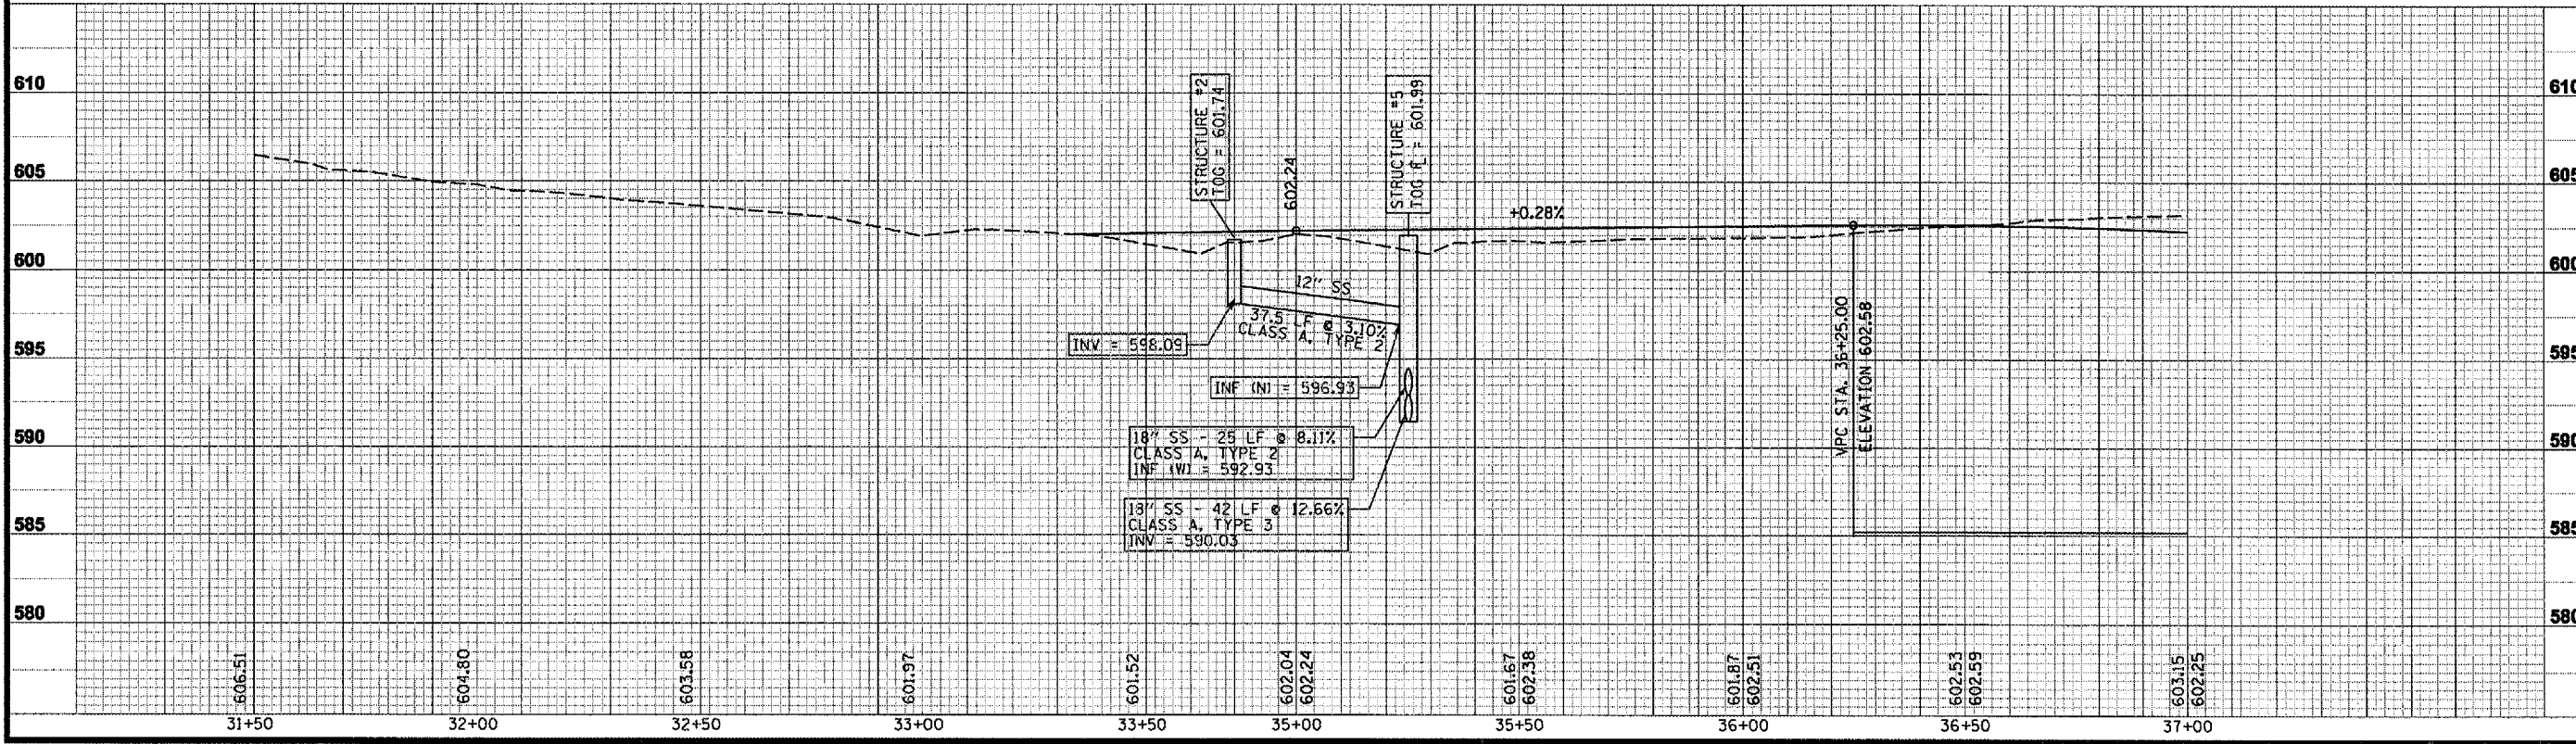 610
605
600
595
590
585
580
610
605
600
595
590
585
580
STRUCTURE #2
TOG = 601.74
602.24
STRUCTURE #5
TOG ℄ = 601.99
+0.28%
12" SS
37.5 LF @ 3.10%
CLASS A, TYPE 2
INV = 598.09
INF (N) = 596.93
18" SS - 25 LF @ 8.11%
CLASS A, TYPE 2
INF (W) = 592.93
18" SS - 42 LF @ 12.66%
CLASS A, TYPE 3
INV = 590.03
VPC STA. 36+25.00
ELEVATION 602.58
606.51
604.80
603.58
601.97
601.52
602.04
602.24
601.67
602.38
601.87
602.51
602.53
602.59
603.15
602.25
31+50
32+00
32+50
33+00
33+50
35+00
35+50
36+00
36+50
37+00